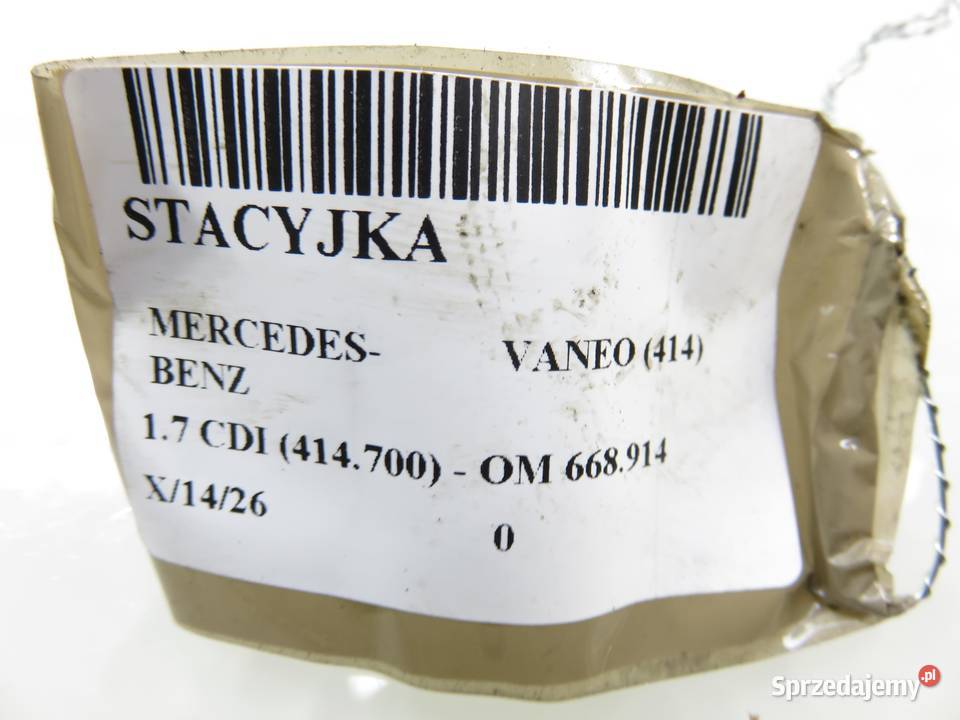 STACYJKA
MERCEDES-
BENZ
VANEO (414)
1.7 CDI (414.700) - OM 668.914
X/14/26
0
Sprzedajemy.pl